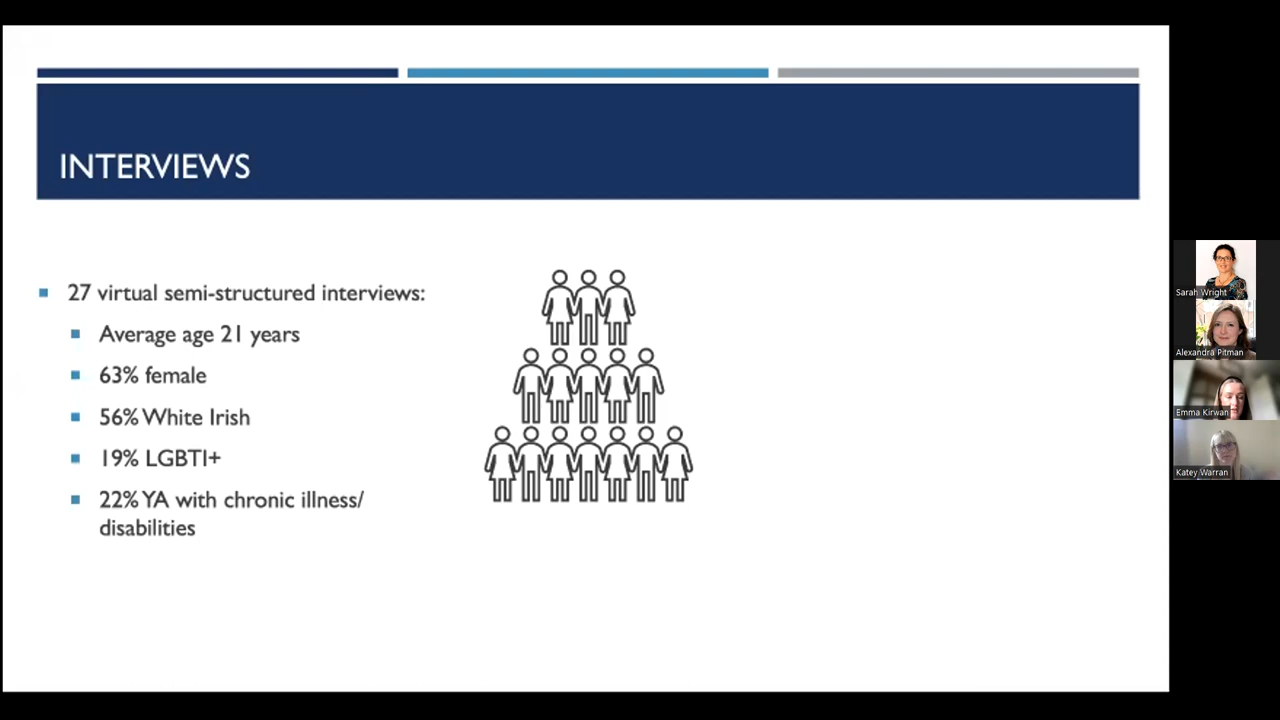 INTERVIEWS
27 virtual semi-structured interviews:
Average age 21 years
63% female
56% White Irish
19% LGBTI+
22% YA with chronic illness/
disabilities
Sarah Wright
Alexandra Pitman
Emma Kirwan
Katey Warran